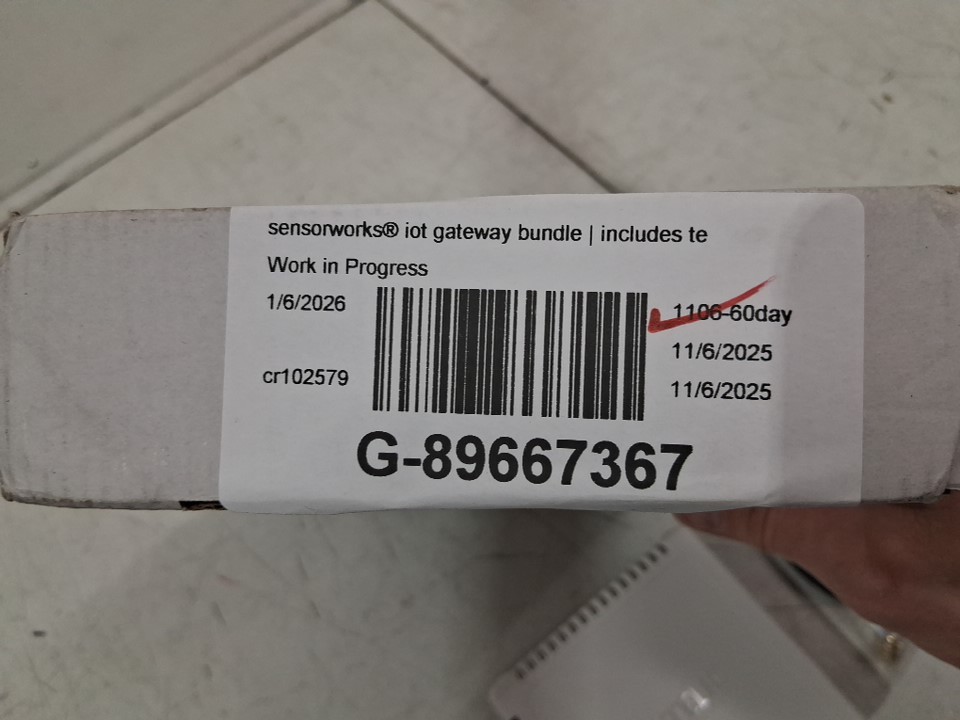 sensorworks® iot gateway bundle | includes te
Work in Progress
1/6/2026
1106-60day
11/6/2025
cr102579
11/6/2025
G-89667367